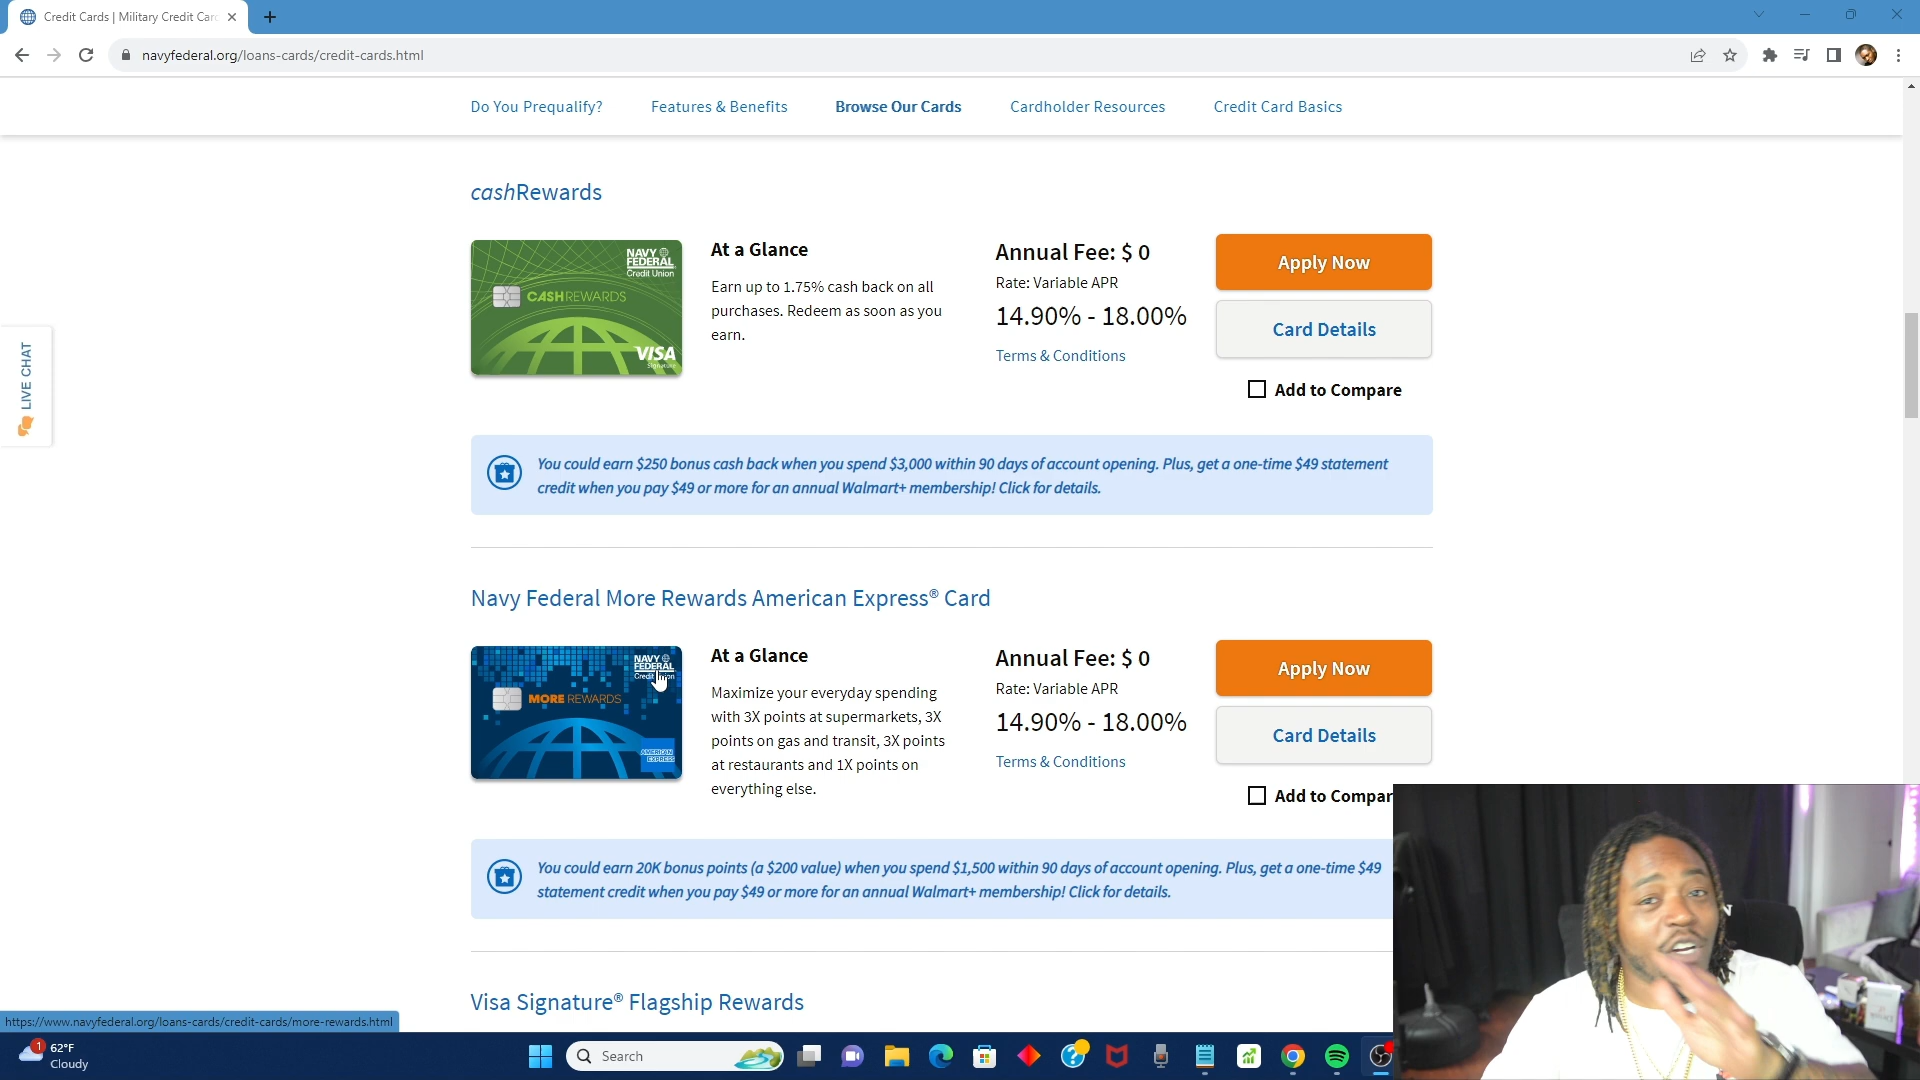 Credit Cards | Military Credit Car
navyfederal.org/loans-cards/credit-cards.html
Do You Prequalify?
Features & Benefits
Browse Our Cards
Cardholder Resources
Credit Card Basics
LIVE CHAT
cashRewards
NAVY
FEDERAL
Credit Union
CASHREWARDS
VISA
Signature
At a Glance
Earn up to 1.75% cash back on all
purchases. Redeem as soon as you
earn.
Annual Fee: $ 0
Rate: Variable APR
14.90% - 18.00%
Terms & Conditions
Apply Now
Card Details
Add to Compare
You could earn $250 bonus cash back when you spend $3,000 within 90 days of account opening. Plus, get a one-time $49 statement
credit when you pay $49 or more for an annual Walmart+ membership! Click for details.
Navy Federal More Rewards American Express® Card
NAVY
FEDERAL
MORE REWARDS
AMERICAN
EXPRESS
At a Glance
Maximize your everyday spending
with 3X points at supermarkets, 3X
points on gas and transit, 3X points
at restaurants and 1X points on
everything else.
Annual Fee: $ 0
Rate: Variable APR
14.90% - 18.00%
Terms & Conditions
Apply Now
Card Details
Add to Compar
You could earn 20K bonus points (a $200 value) when you spend $1,500 within 90 days of account opening. Plus, get a one-time $49
statement credit when you pay $49 or more for an annual Walmart+ membership! Click for details.
Visa Signature® Flagship Rewards
https://www.navyfederal.org/loans-cards/credit-cards/more-rewards.html
1
62°F
Cloudy
Search